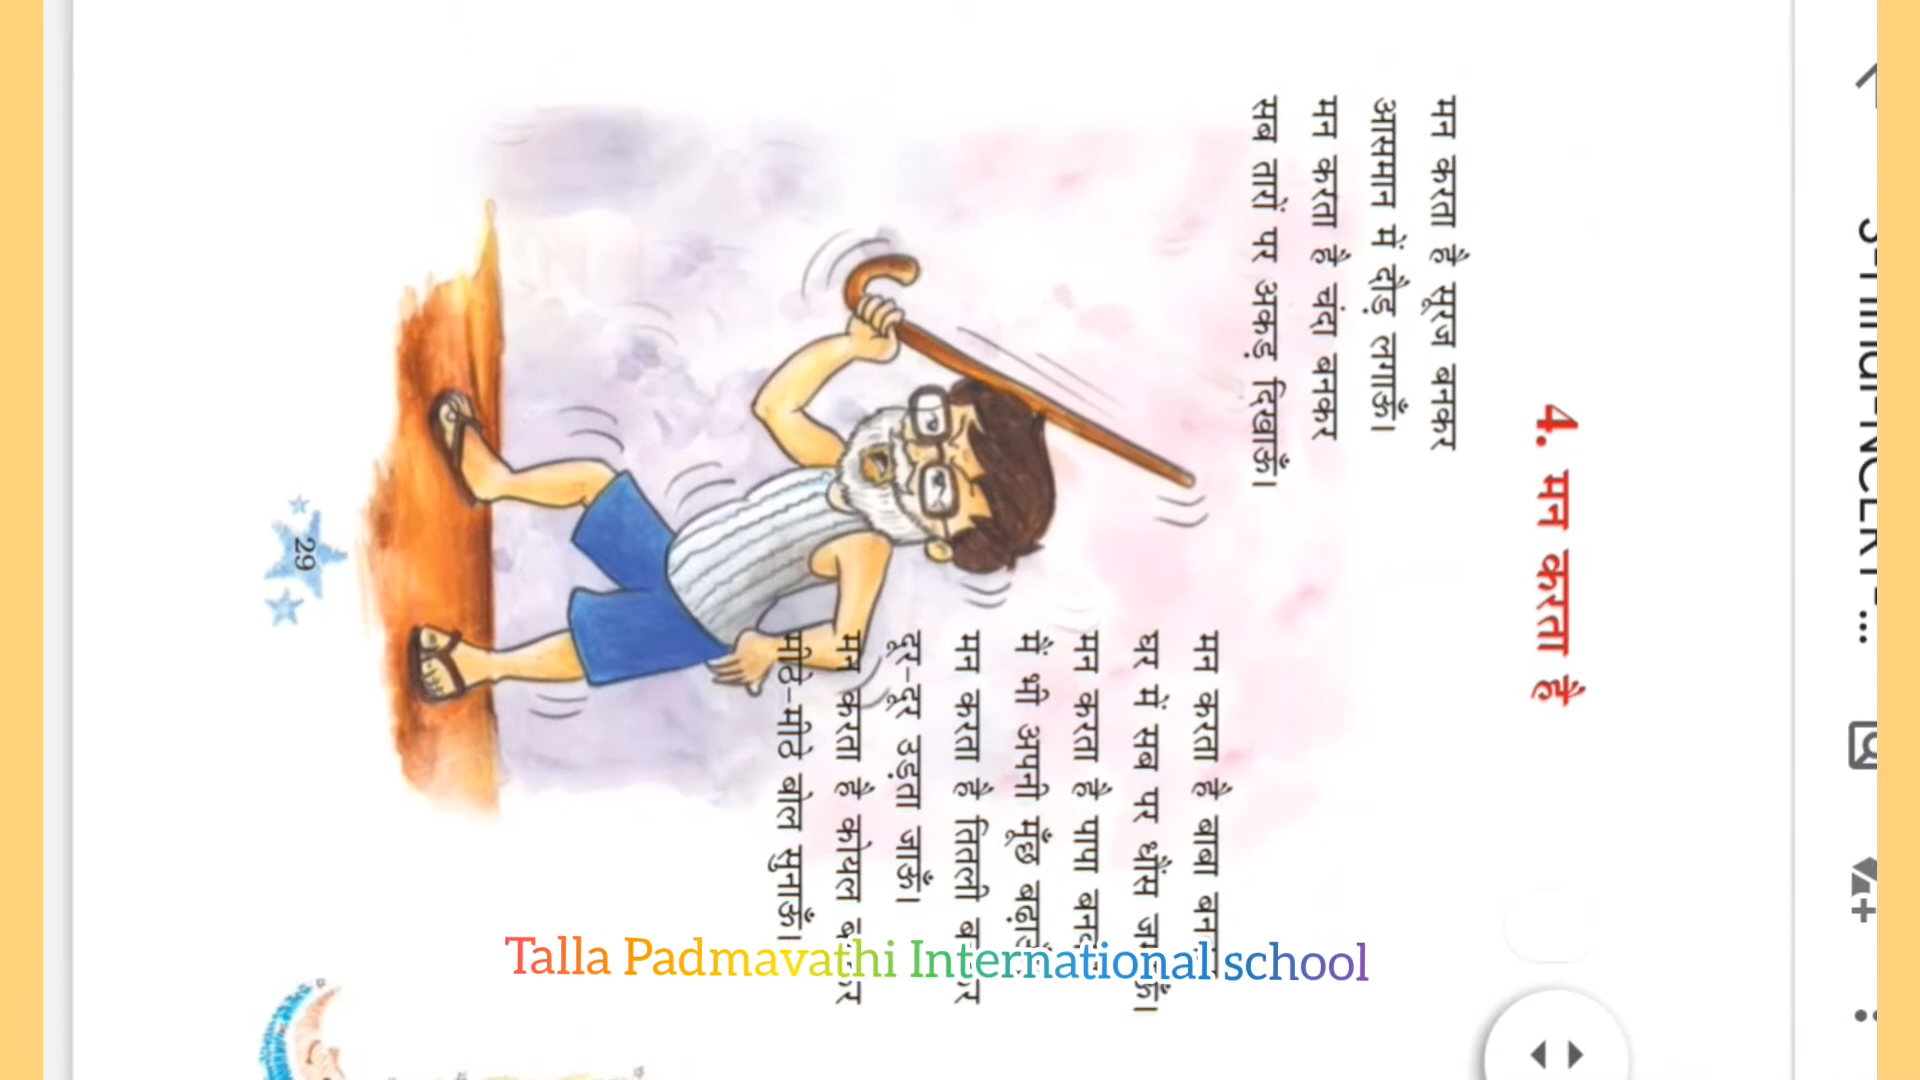 4. मन करता है
मन करता है सूरज बनकर
आसमान में दौड़ लगाऊँ।
मन करता है चंदा बनकर
सब तारों पर अकड़ दिखाऊँ।
मन करता है बाबा
घर में सब पर धौंस
मन करता है पापा
मैं भी अपनी मूँछ
मन करता है तितली
दूर-दूर उड़ता जाऊँ।
मन करता है कोयल
मीठे-मीठे बोल सुनाऊँ।
29
Talla Padmavathi International school